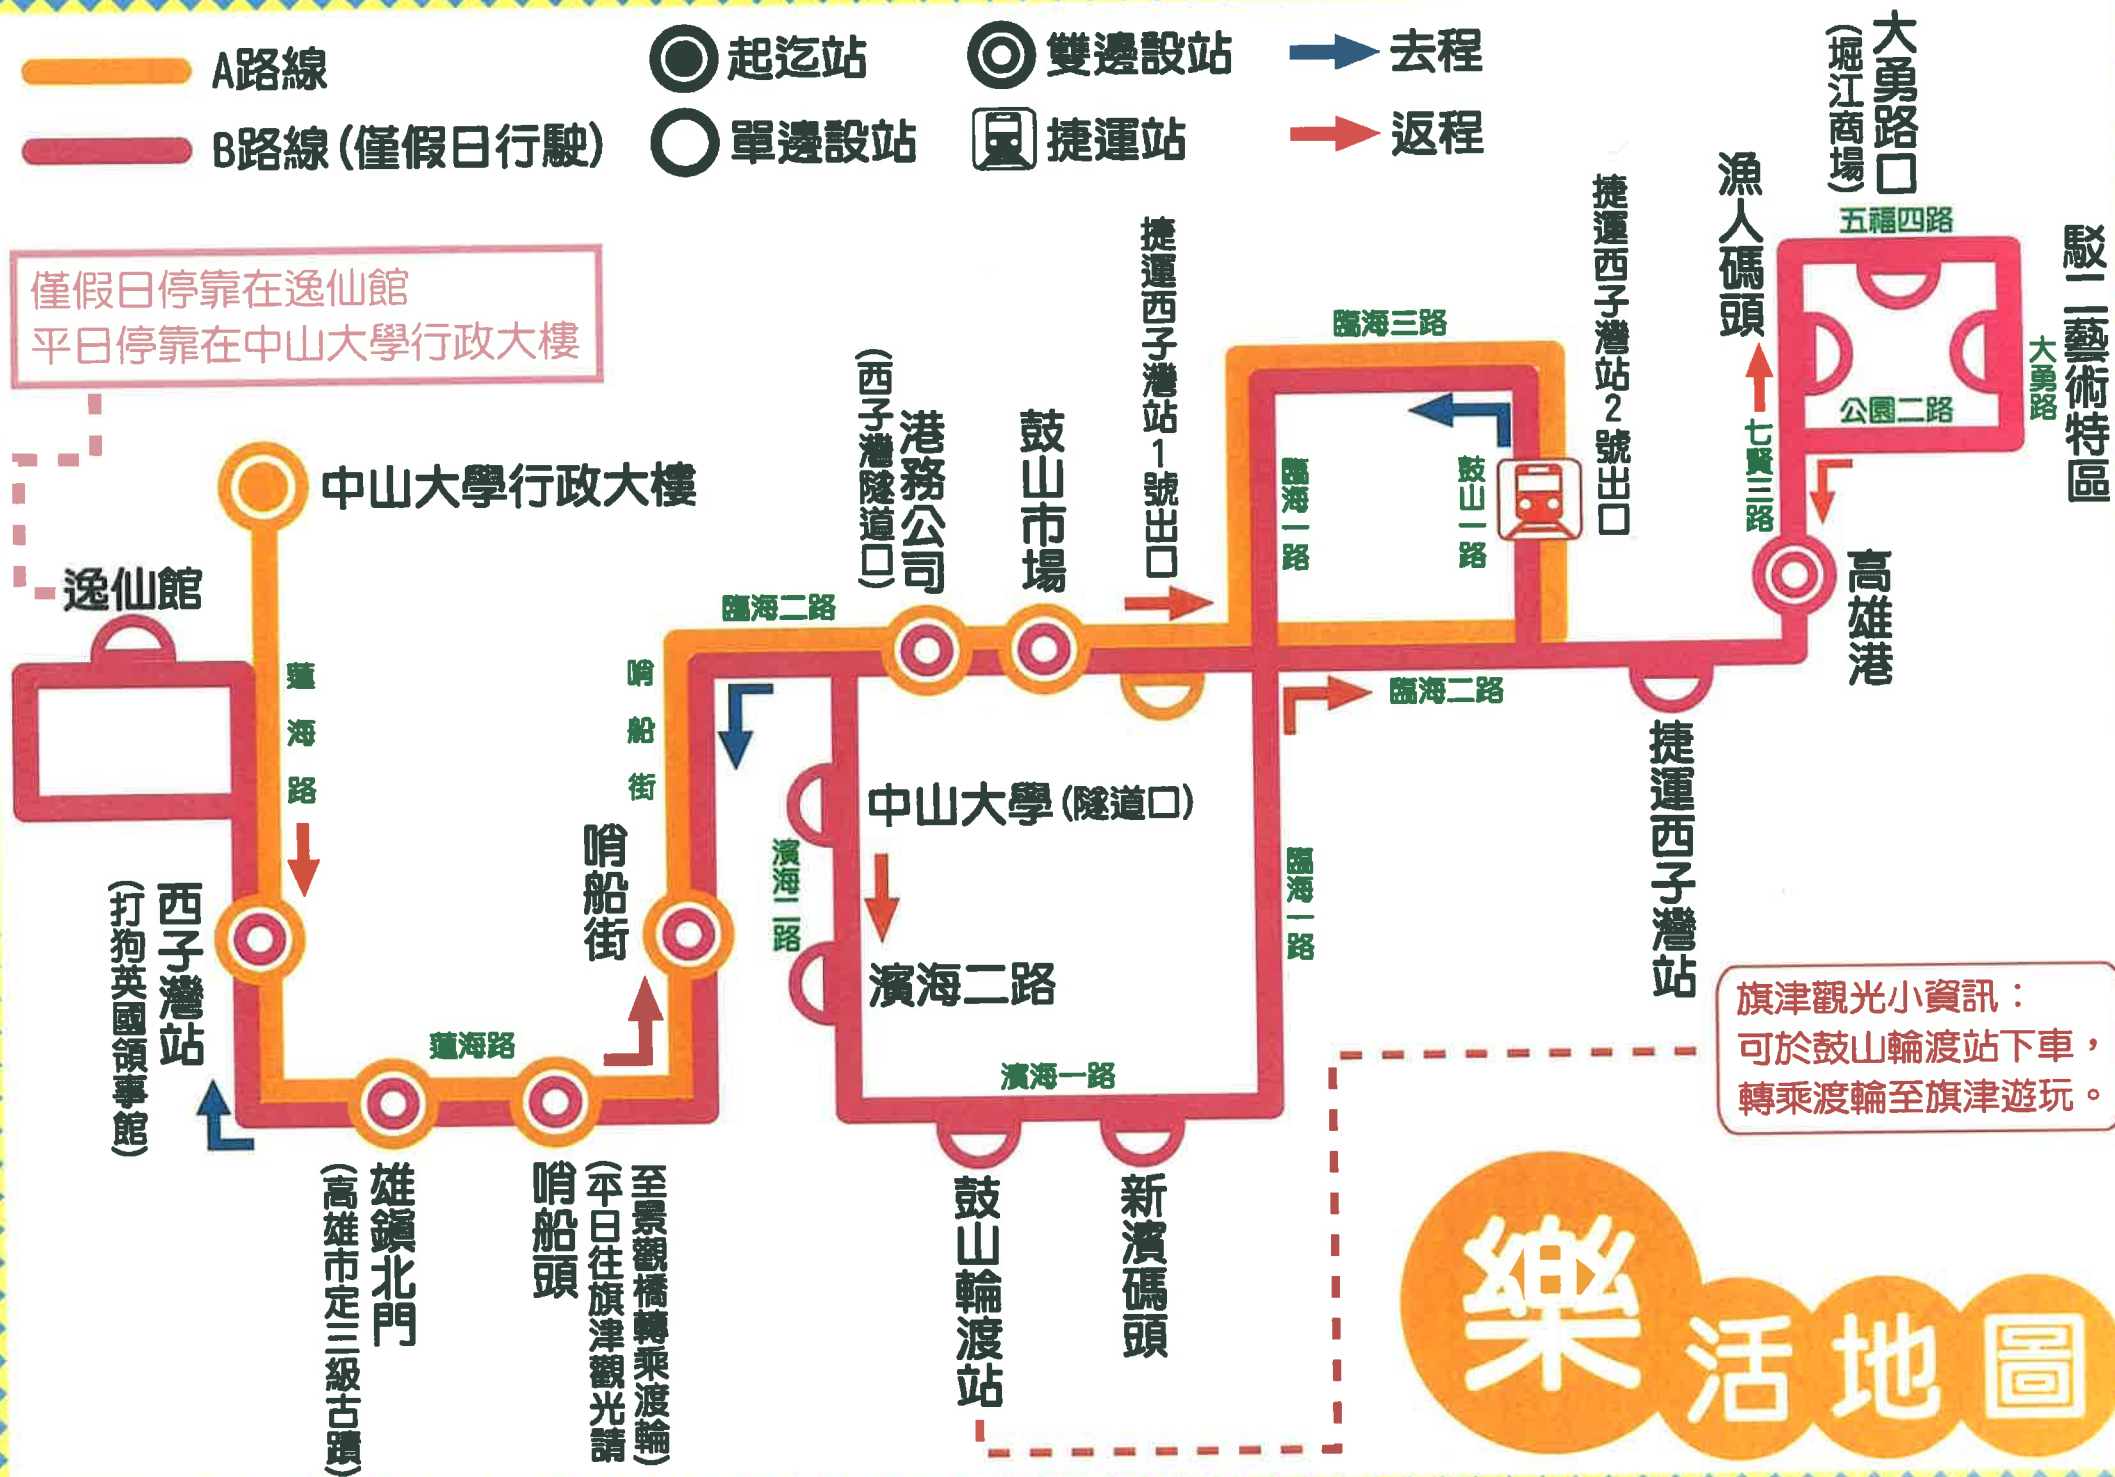 A路線
B路線(僅假日行駛)
起迄站
單邊設站
雙邊設站
捷運站
去程
返程
僅假日停靠在逸仙館
平日停靠在中山大學行政大樓
中山大學行政大樓
逸仙館
蓮海路
西子灣站
(打狗英國領事館)
雄鎮北門
(高雄市定三級古蹟)
蓮海路
哨船頭
(平日往旗津觀光請
至景觀橋轉乘渡輪)
哨船街
哨船街
臨海二路
港務公司
(西子灣隧道口)
鼓山市場
捷運西子灣站1號出口
中山大學(隧道口)
濱海二路
濱海二路
濱海一路
鼓山輪渡站
新濱碼頭
臨海一路
臨海二路
臨海三路
臨海一路
鼓山一路
捷運西子灣站2號出口
捷運西子灣站
高雄港
七賢三路
漁人碼頭
大勇路口
(堀江商場)
五福四路
公園二路
大勇路
駁二藝術特區
旗津觀光小資訊：
可於鼓山輪渡站下車，
轉乘渡輪至旗津遊玩。
樂活地圖